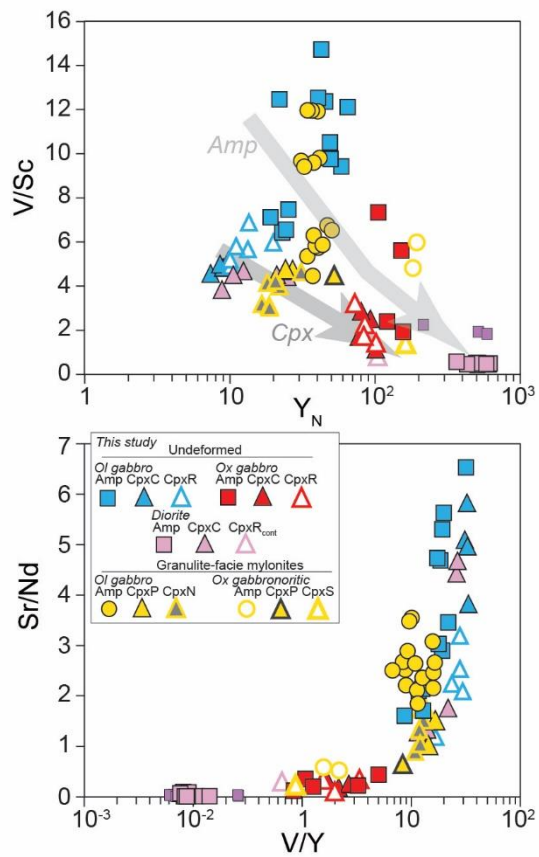 16
14
12
10
8
6
4
2
0
V/Sc
Amp
Cpx
1 10 10² 10³
Y_N
7
6
5
4
3
2
1
0
Sr/Nd
This study
Undeformed
Ol gabbro Ox gabbro
Amp CpxC CpxR Amp CpxC CpxR
Diorite
Amp CpxC CpxR_cont
Granulite-facie mylonites
Ol gabbro Ox gabbronoritic
Amp CpxP CpxN Amp CpxP CpxS
10⁻³ 10⁻² 1 10 10²
V/Y